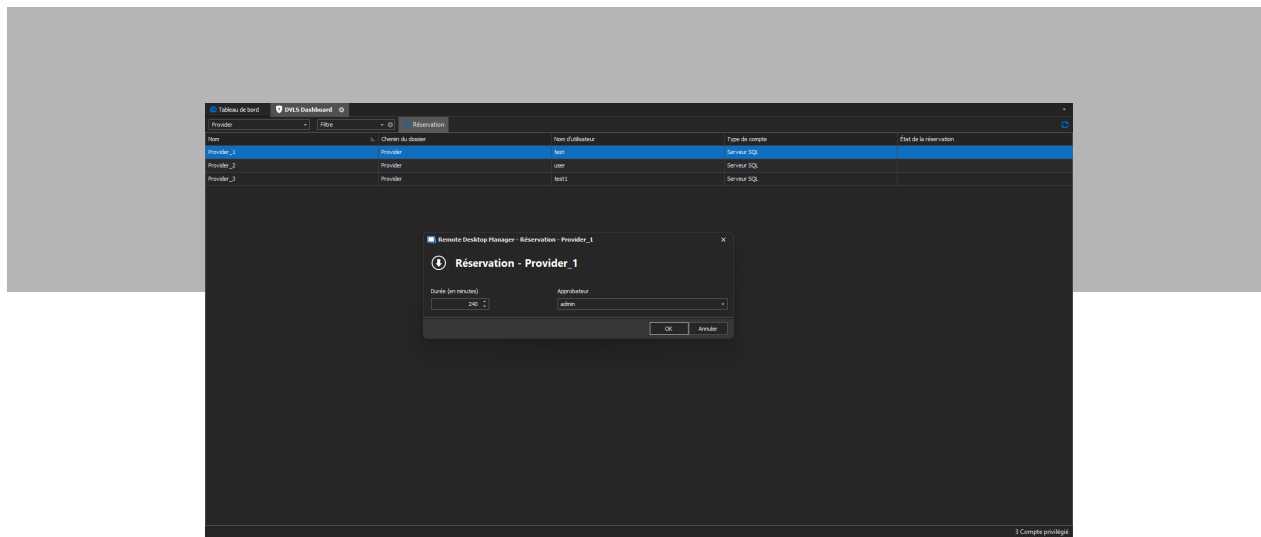 Tableau de bord DVLS Dashboard
Provider Filtre Réservation
Nom Chemin du dossier Nom d'utilisateur Type de compte État de la réservation
Provider_1 Provider test Serveur SQL
Provider_2 Provider user Serveur SQL
Provider_3 Provider test1 Serveur SQL
Remote Desktop Manager - Réservation - Provider_1
Réservation - Provider_1
Durée (en minutes) Approbateur
240 admin
OK Annuler
3 Compte privilégié